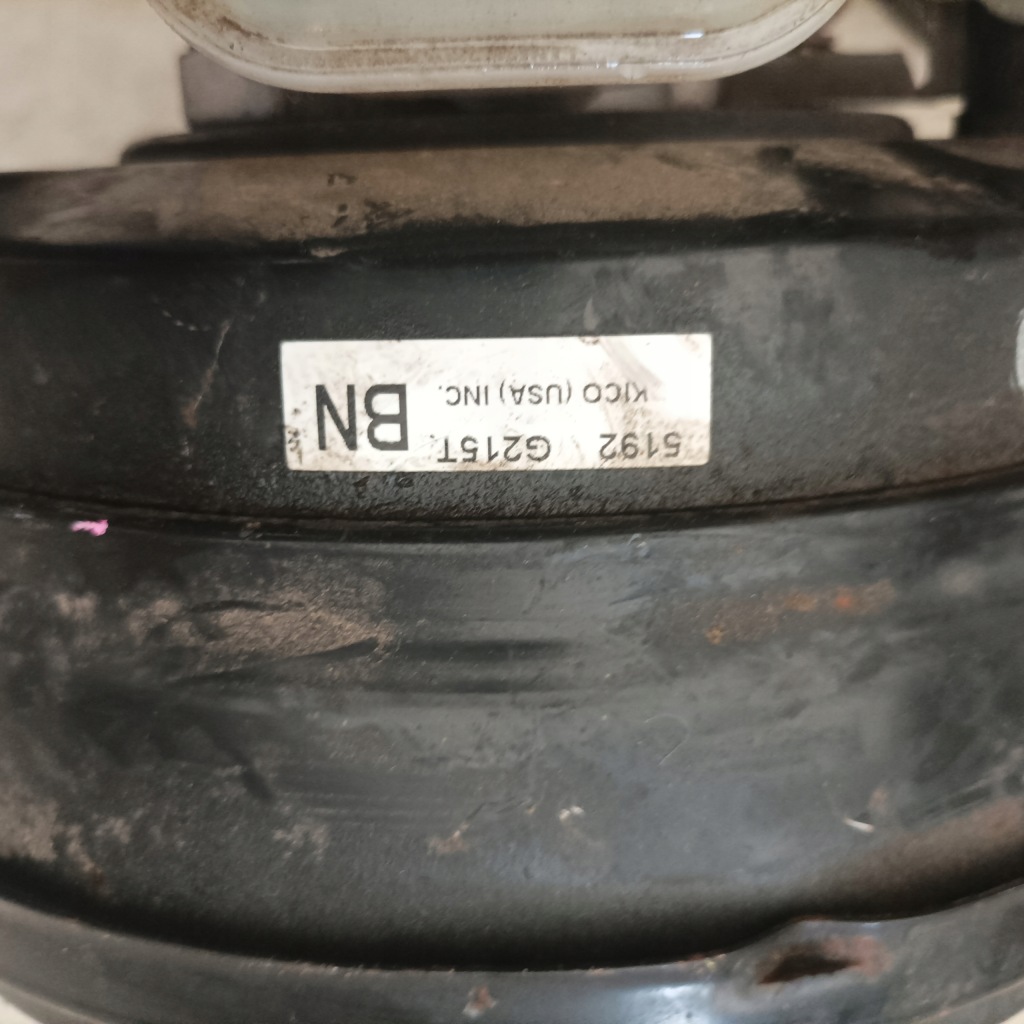 5192 G215T
KICO (USA) INC.
BN